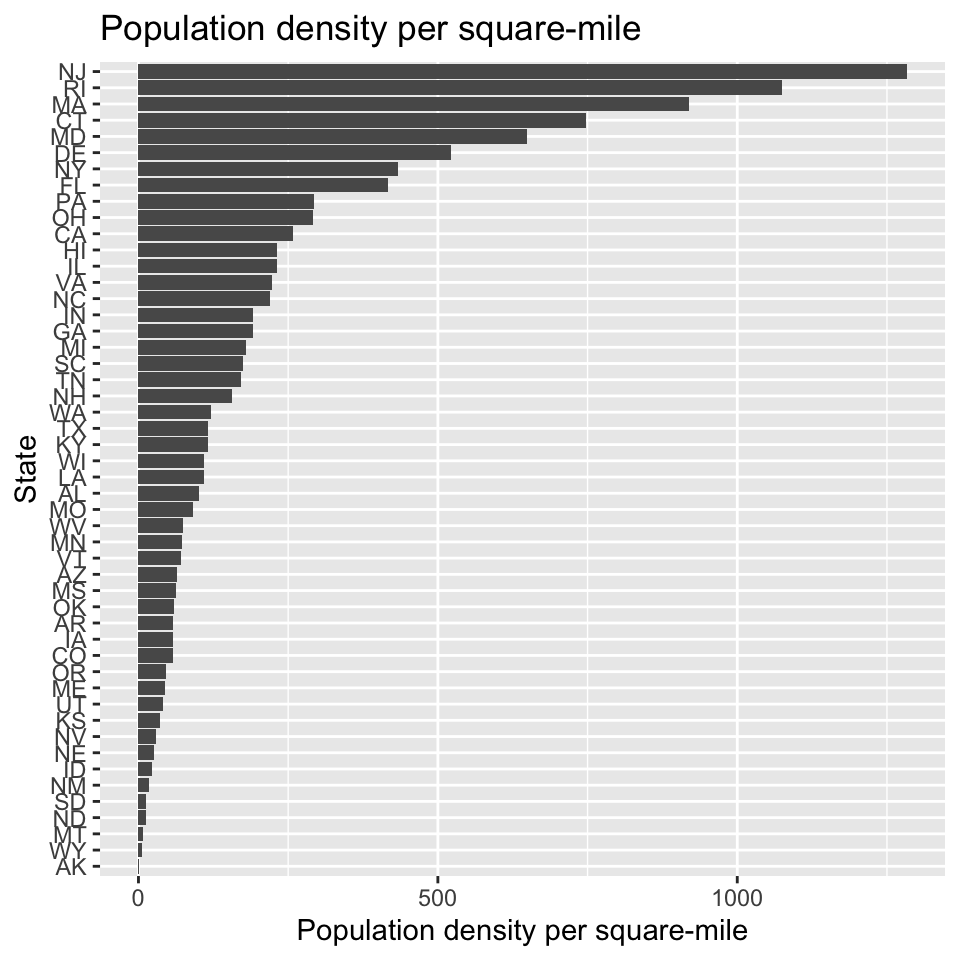 Population density per square-mile
NJ
RI
MA
CT
MD
DE
NY
FL
PA
OH
CA
HI
IL
VA
NC
IN
GA
MI
SC
TN
NH
WA
TX
KY
WI
LA
AL
MO
WV
MN
VT
AZ
MS
OK
AR
IA
CO
OR
ME
UT
KS
NV
NE
ID
NM
SD
ND
MT
WY
AK
State
0 500 1000
Population density per square-mile